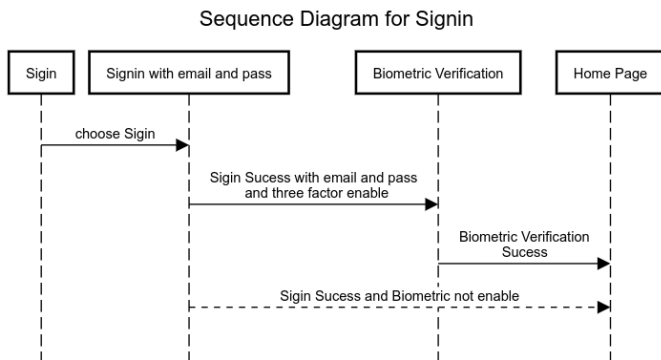 Sequence Diagram for Signin
Sigin
Signin with email and pass
Biometric Verification
Home Page
choose Sigin
Sigin Sucess with email and pass
and three factor enable
Biometric Verification
Sucess
Sigin Sucess and Biometric not enable